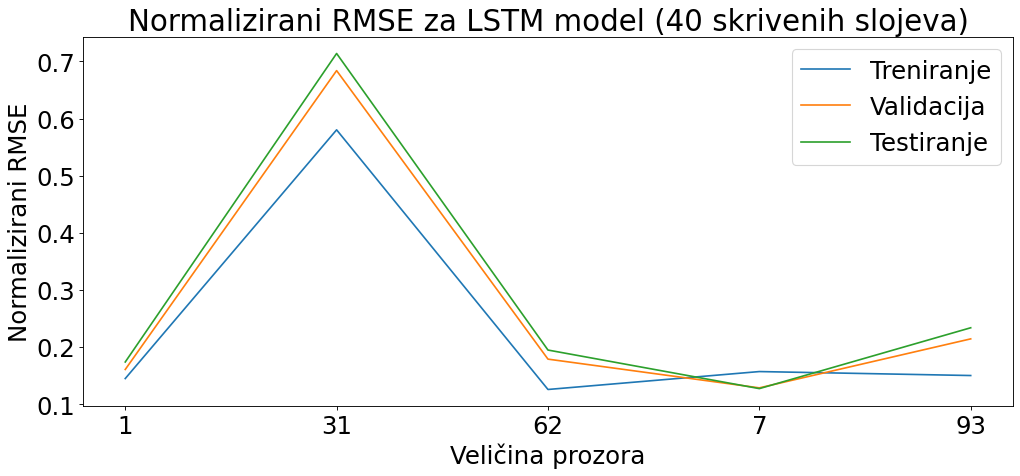 Normalizirani RMSE za LSTM model (40 skrivenih slojeva)
Treniranje
Validacija
Testiranje
Normalizirani RMSE
0.7
0.6
0.5
0.4
0.3
0.2
0.1
1 31 62 7 93
Veličina prozora